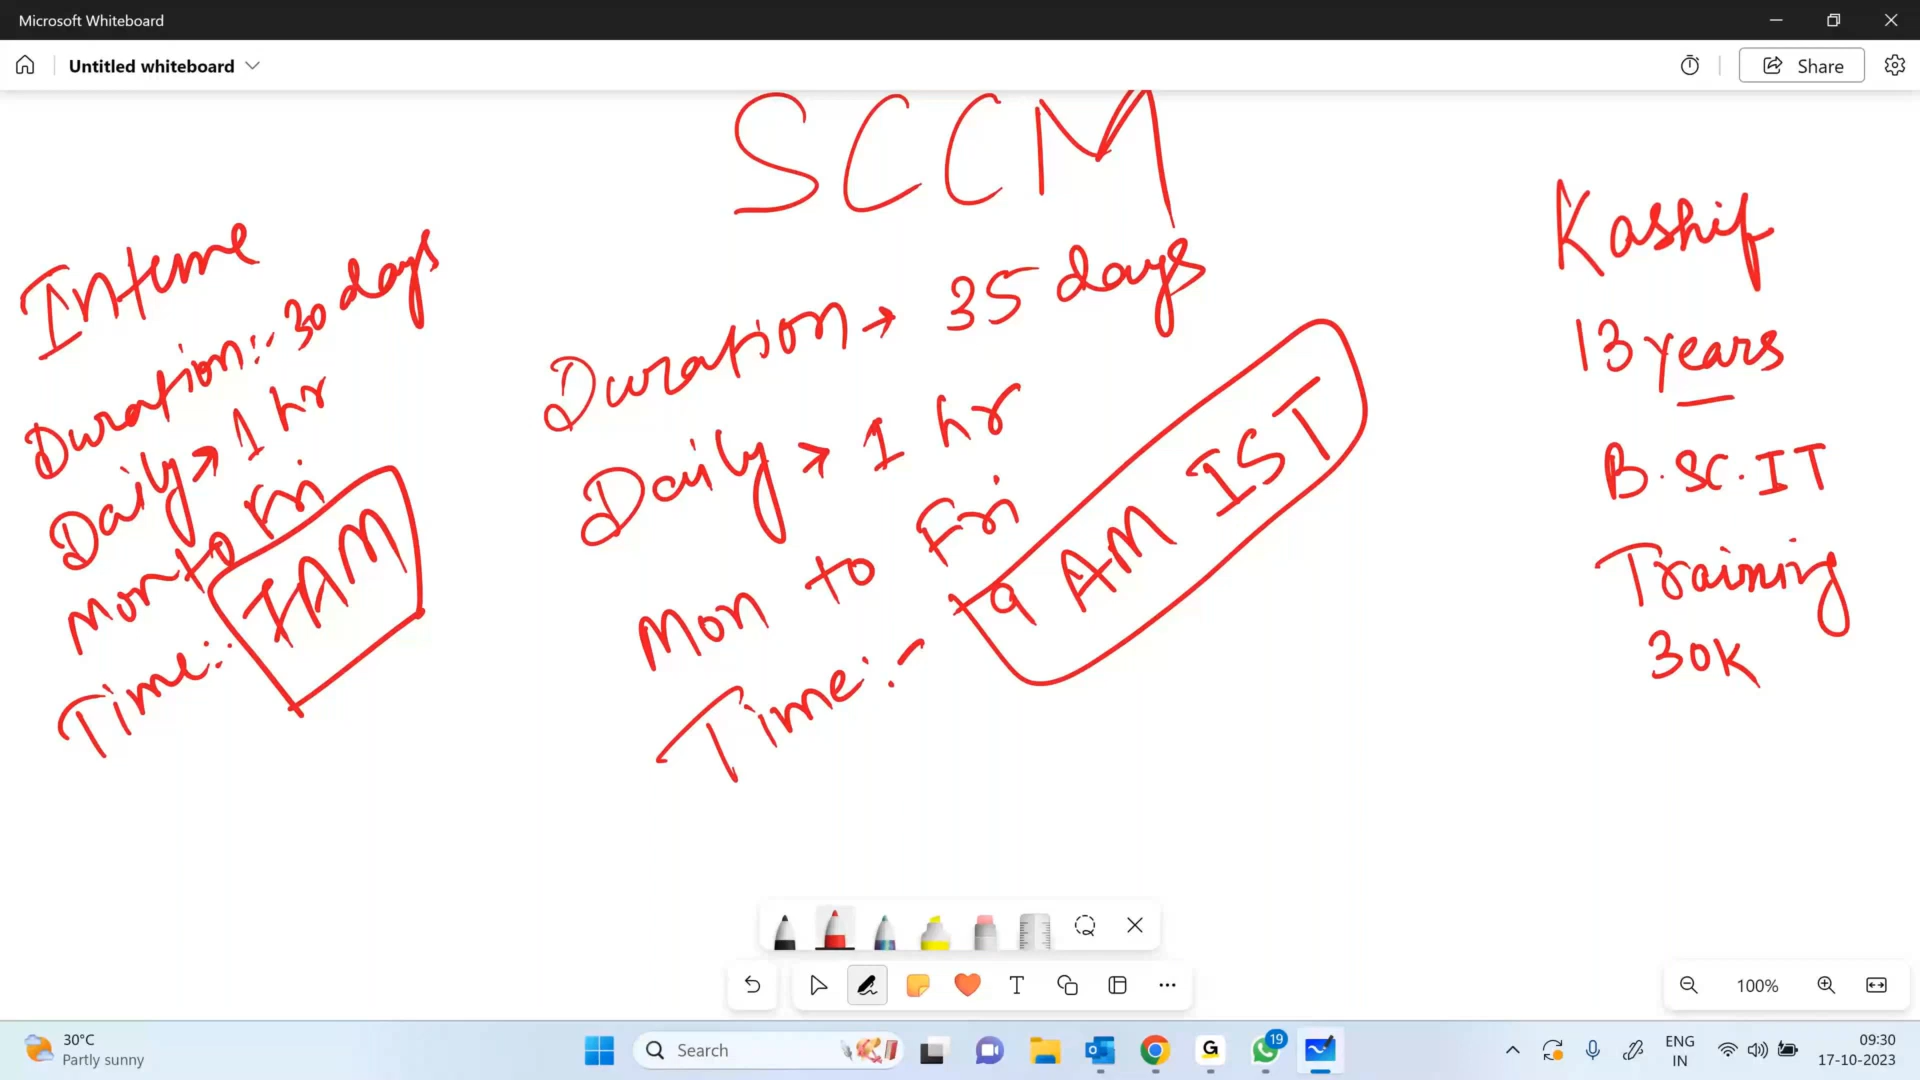 Microsoft Whiteboard
Untitled whiteboard
Share
SCCM
Duration → 35 days
Daily → 1 hr
Mon to Fri
Time:- 9 AM IST
Duration:- 30 days
Daily → 1 hr
Mon to Fri
Time:-
Kashif
13 years
B.SC.IT
Training
30K
100%
30°C
Partly sunny
Search
19
ENG
IN
09:30
17-10-2023